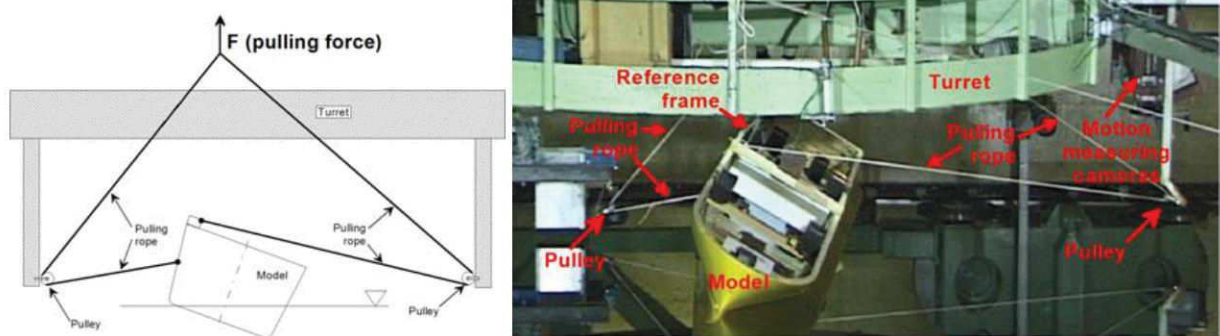 F (pulling force)
Turret
Pulling
rope
Pulling
rope
Model
Pulley
Pulley
Reference
frame
Turret
Pulling
rope
Pulling
rope
Motion
measuring
cameras
Pulley
Pulley
Model